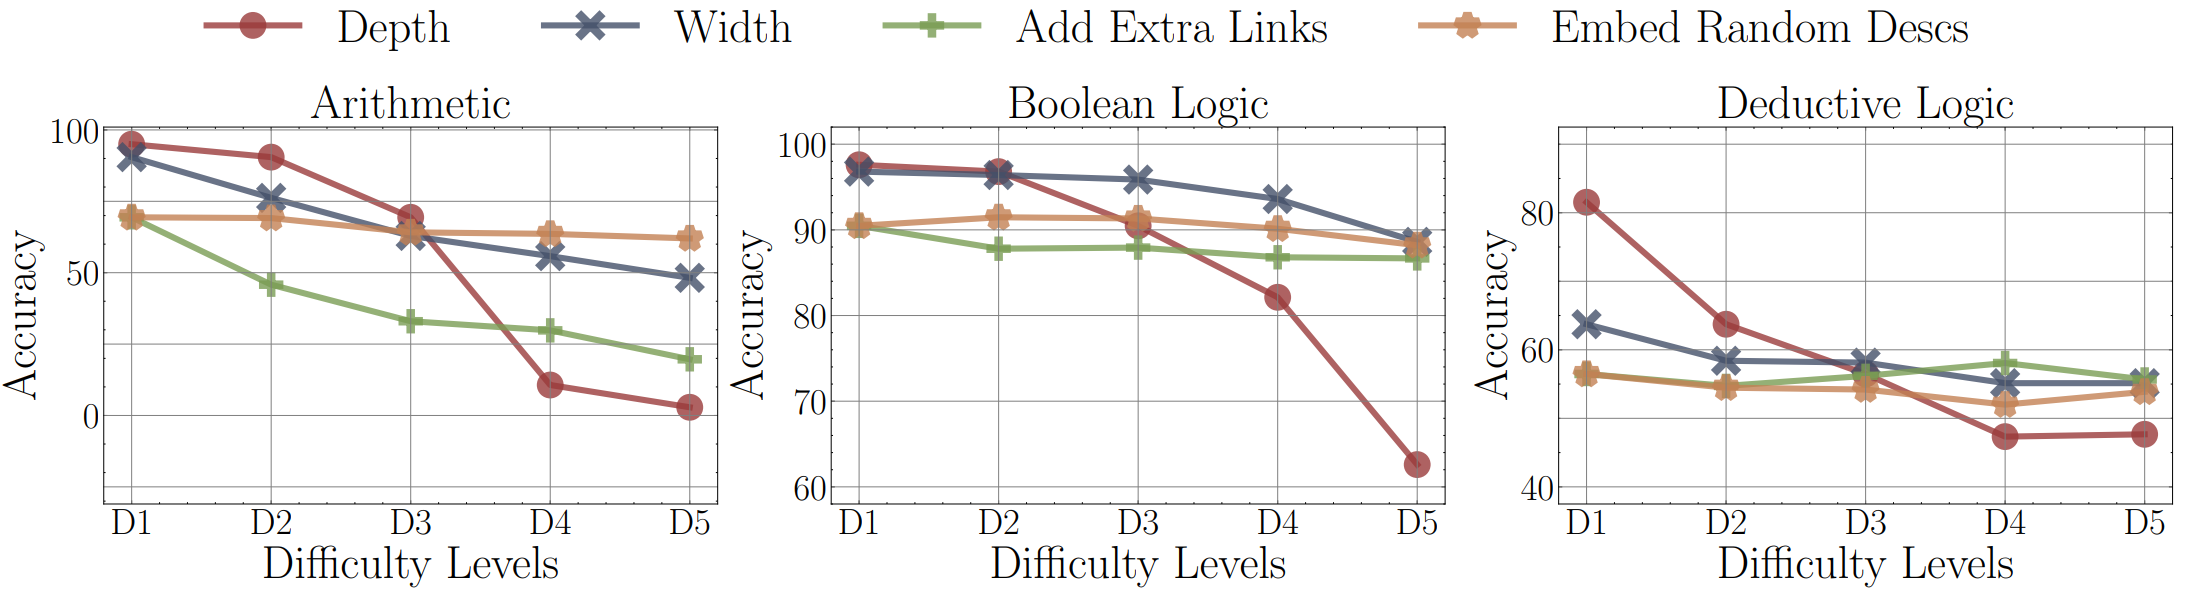 Depth Width Add Extra Links Embed Random Descs
Arithmetic
Accuracy
100
50
0
D1 D2 D3 D4 D5
Difficulty Levels
Boolean Logic
Accuracy
100
90
80
70
60
D1 D2 D3 D4 D5
Difficulty Levels
Deductive Logic
Accuracy
80
60
40
D1 D2 D3 D4 D5
Difficulty Levels